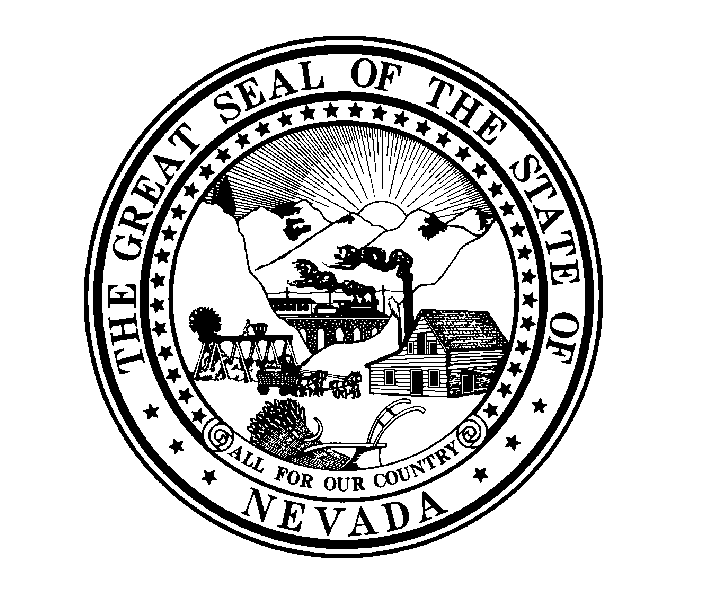 THE GREAT SEAL OF THE STATE OF
NEVADA
ALL FOR OUR COUNTRY